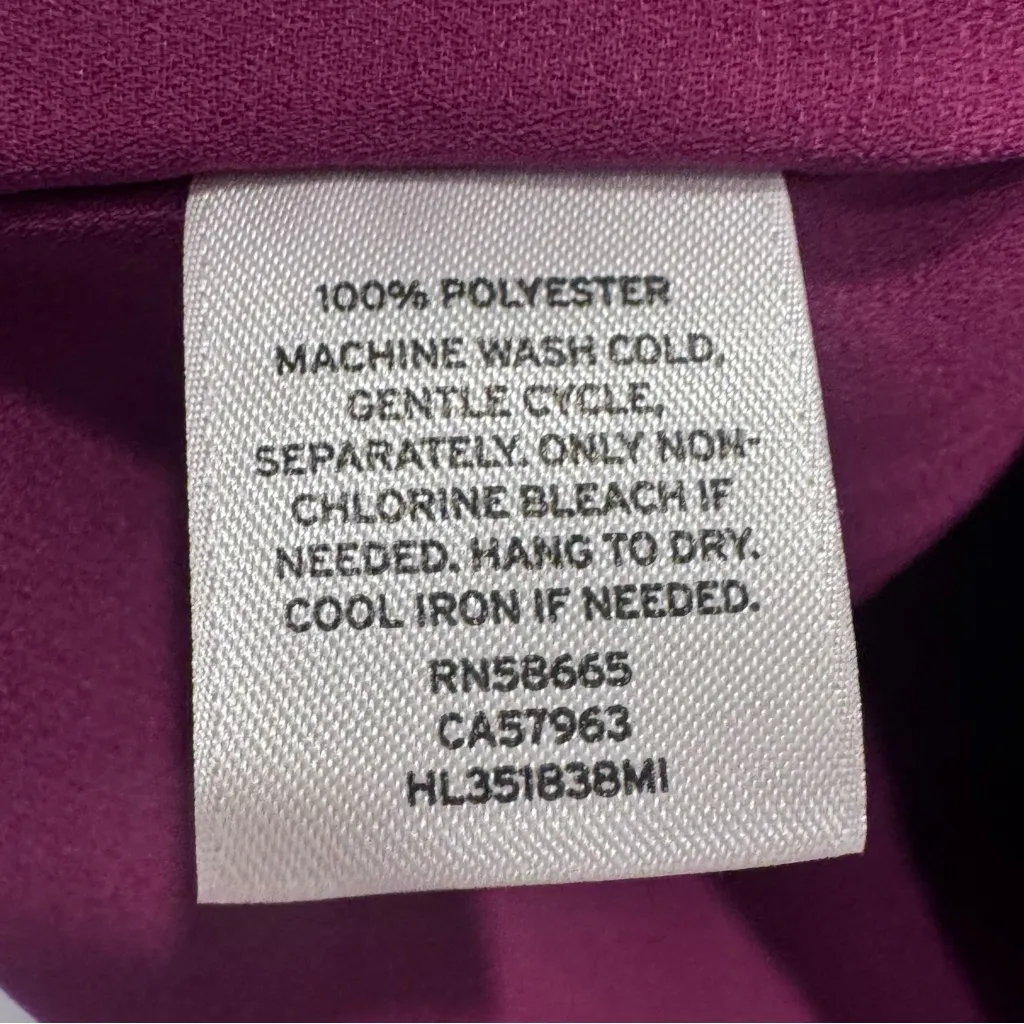 100% POLYESTER
MACHINE WASH COLD,
GENTLE CYCLE,
SEPARATELY. ONLY NON-
CHLORINE BLEACH IF
NEEDED. HANG TO DRY.
COOL IRON IF NEEDED.
RN58665
CA57963
HL351838MI